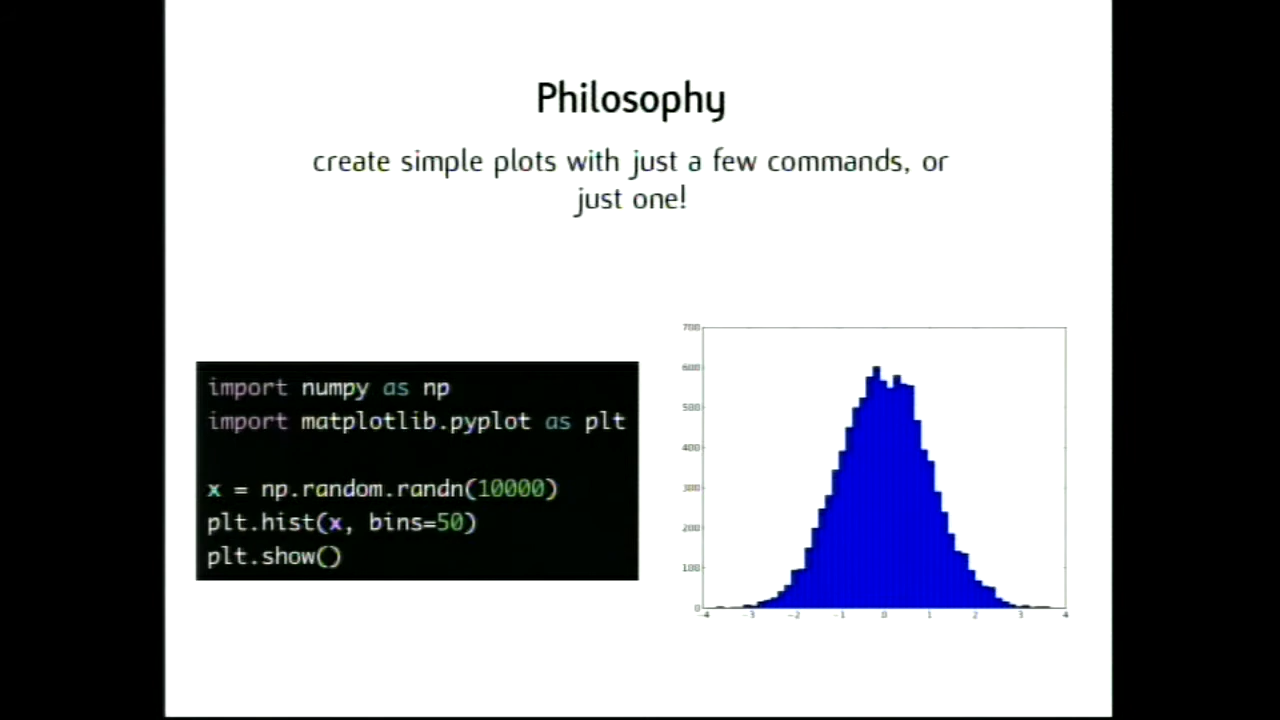 Philosophy
create simple plots with just a few commands, or
just one!
import numpy as np
import matplotlib.pyplot as plt
x = np.random.randn(10000)
plt.hist(x, bins=50)
plt.show()
700
600
500
400
300
200
100
0
-4 -3 -2 -1 0 1 2 3 4